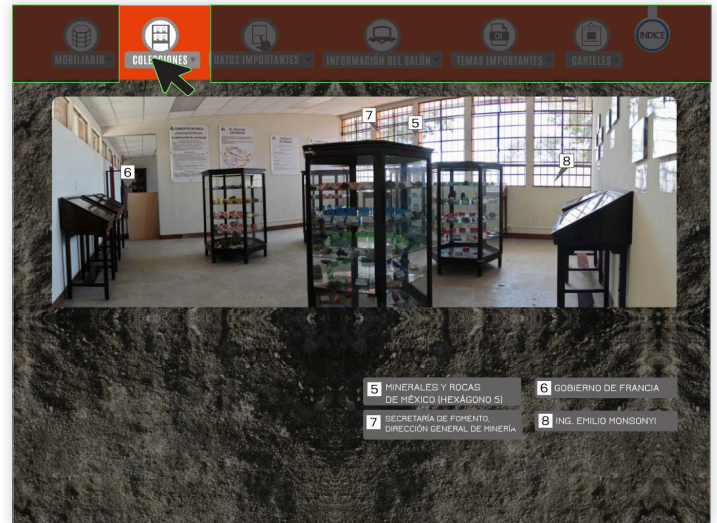 MOBILIARIO
COLECCIONES
DATOS IMPORTANTES
INFORMACIÓN DEL SALÓN
TEMAS IMPORTANTES
CARTELES
INDICE
7
5
6
8
5 MINERALES Y ROCAS
DE MÉXICO (HEXÁGONO 5)
6 GOBIERNO DE FRANCIA
7 SECRETARÍA DE FOMENTO,
DIRECCIÓN GENERAL DE MINERÍA
8 ING. EMILIO MONSONYI